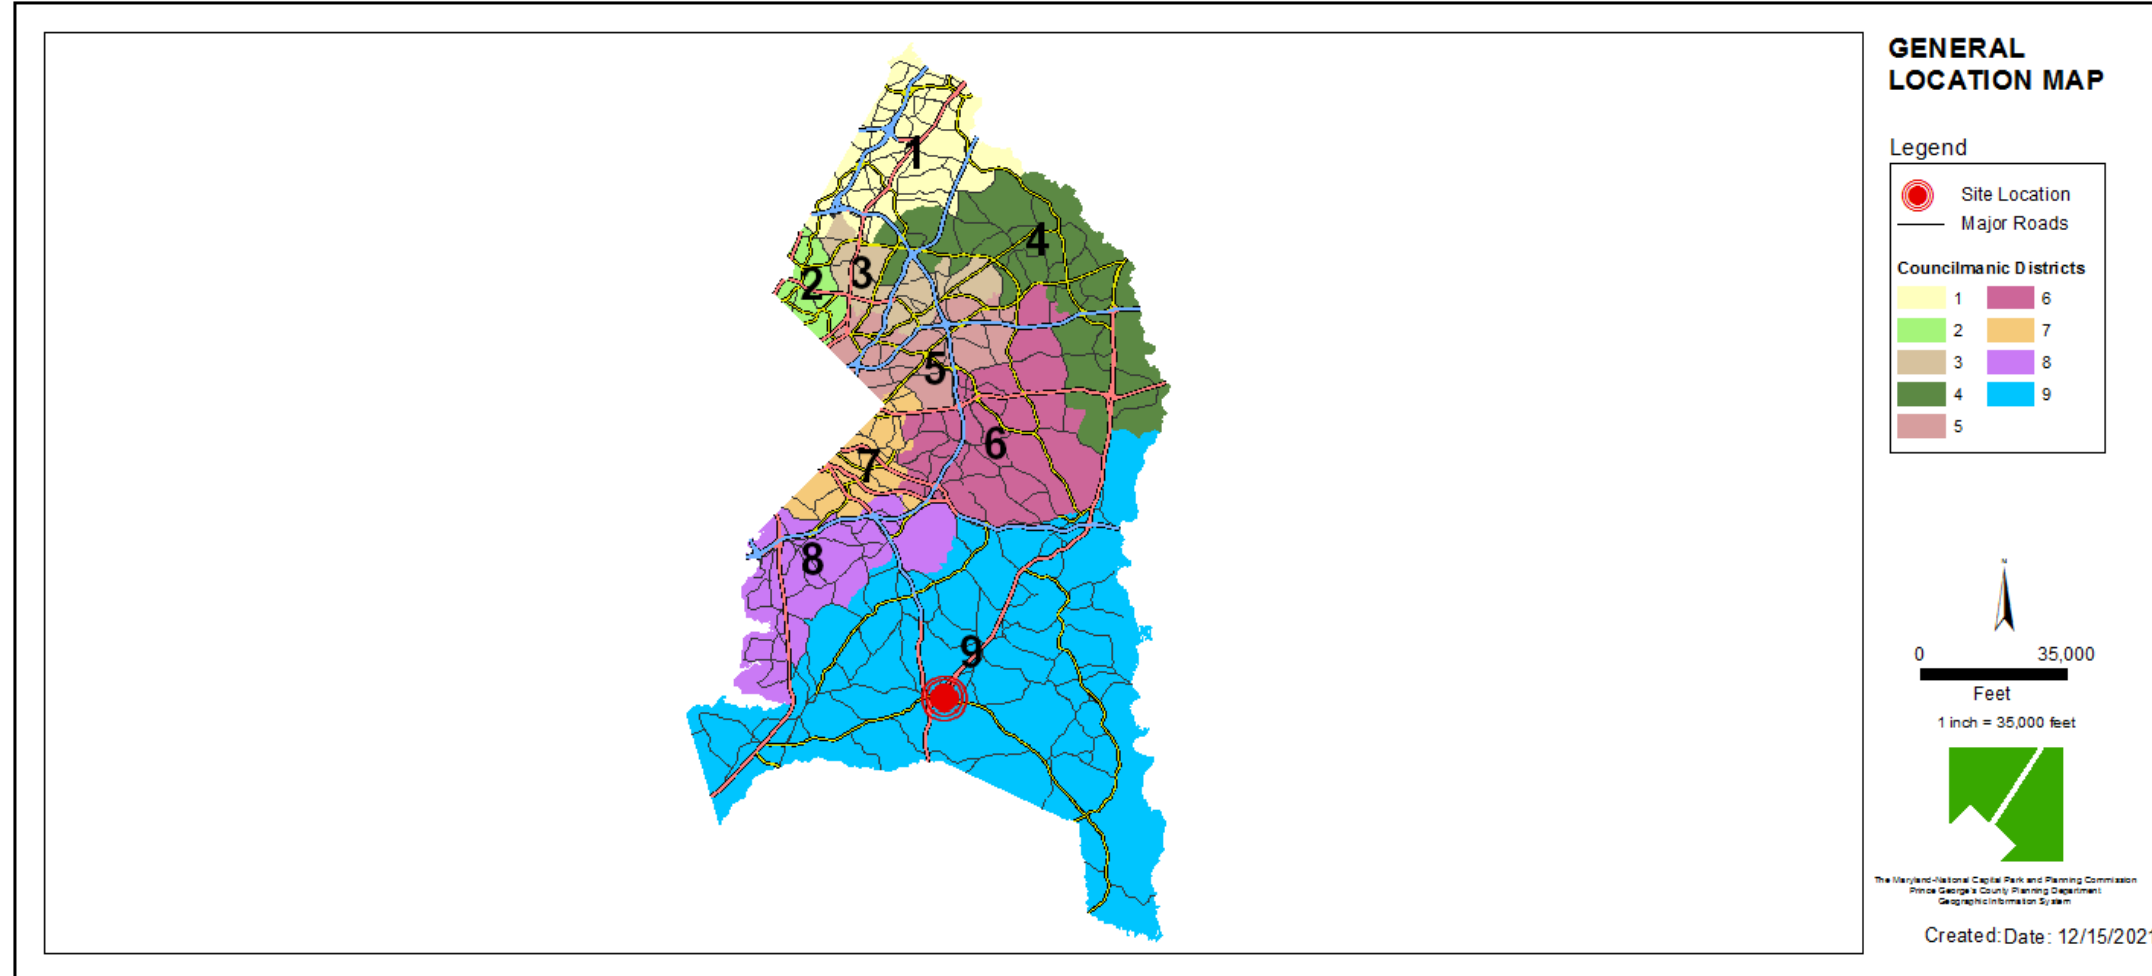 GENERAL
LOCATION MAP
Legend
Site Location
Major Roads
Councilmanic Districts
1 6
2 7
3 8
4 9
5
1
2
3
4
5
6
7
8
9
N
0 35,000
Feet
1 inch = 35,000 feet
The Maryland-National Capital Park and Planning Commission
Prince George's County Planning Department
Geographic Information System
Created: Date: 12/15/2021